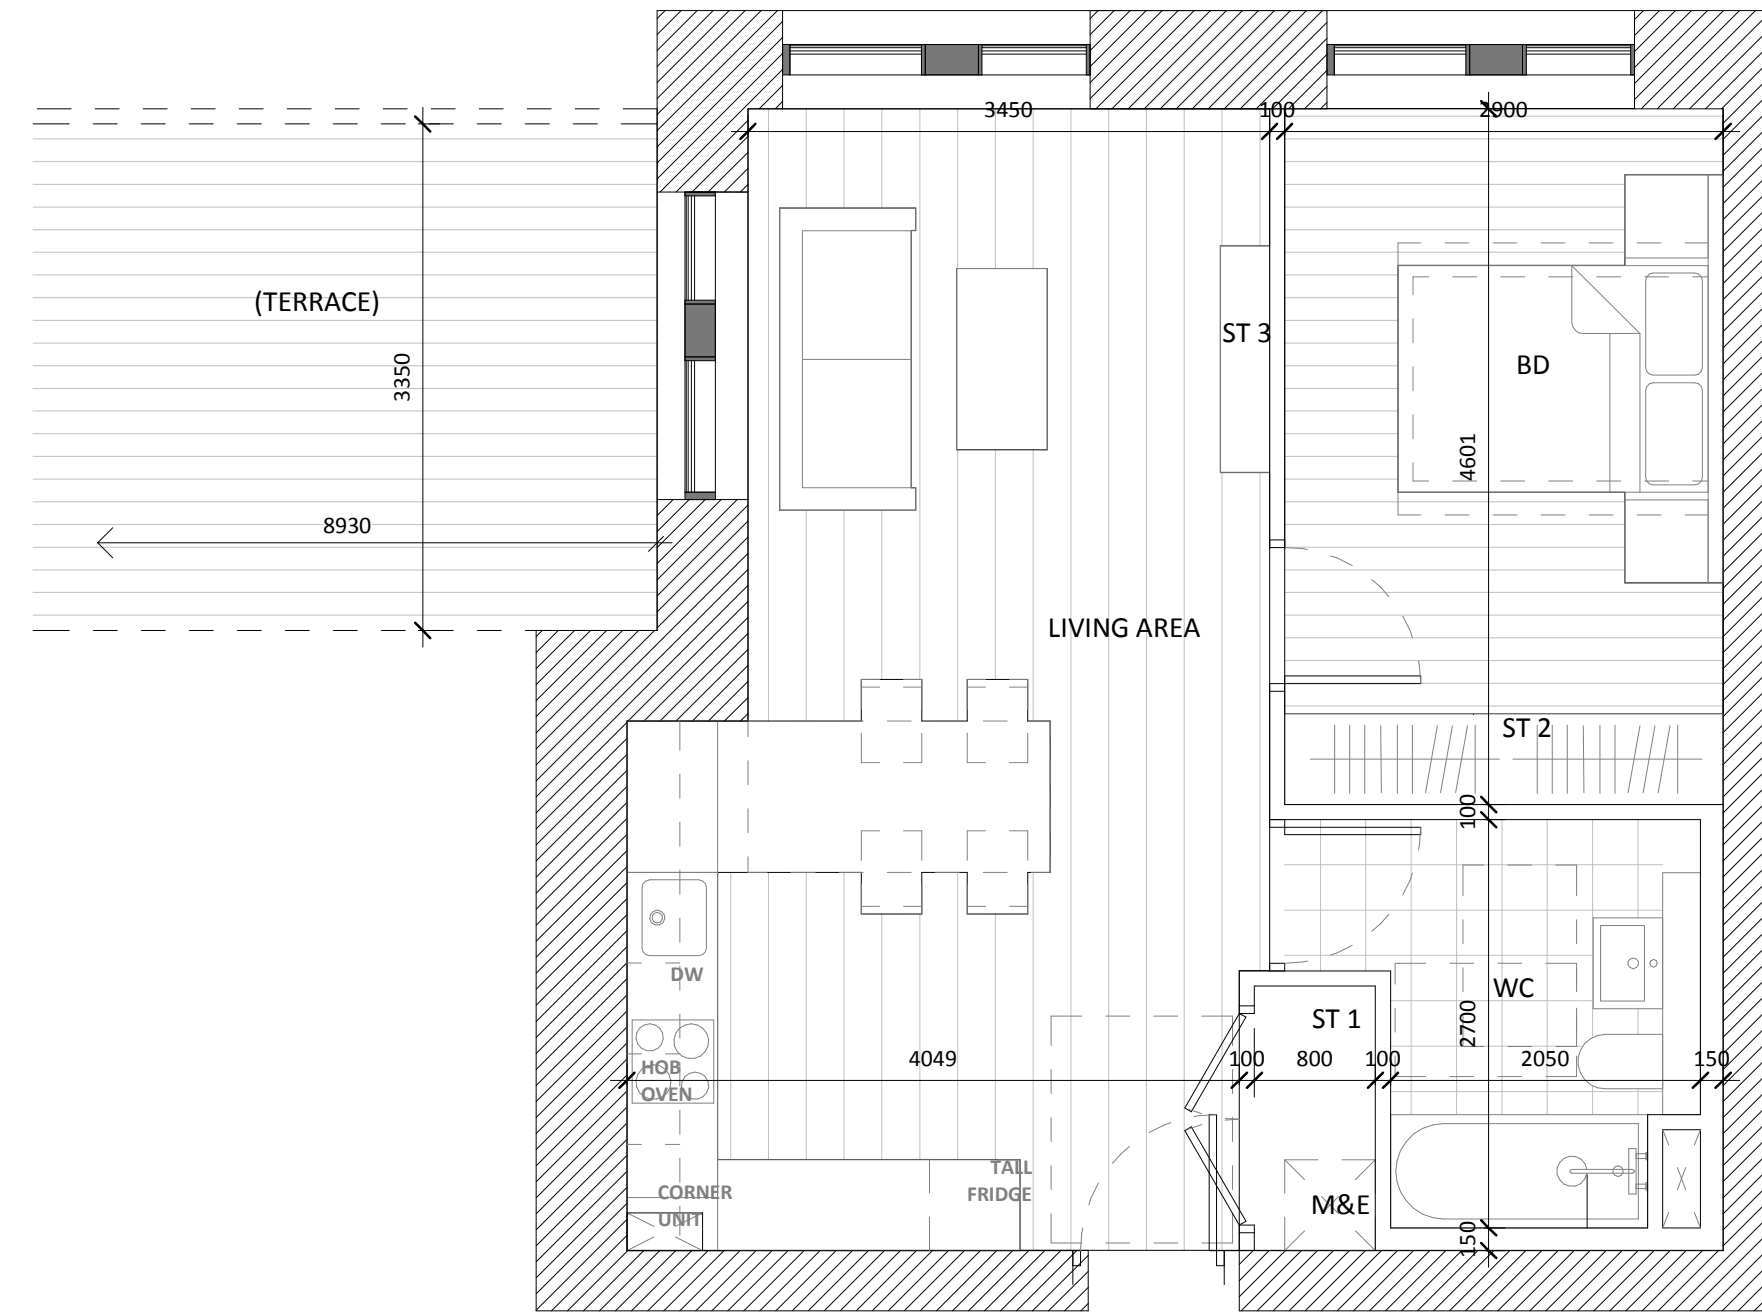 3450
100
2900
(TERRACE)
3350
8930
ST 3
BD
4601
LIVING AREA
ST 2
100
DW
HOB
OVEN
4049
100
800
100
2050
150
ST 1
WC
2700
TALL
FRIDGE
CORNER
UNIT
M&E
150